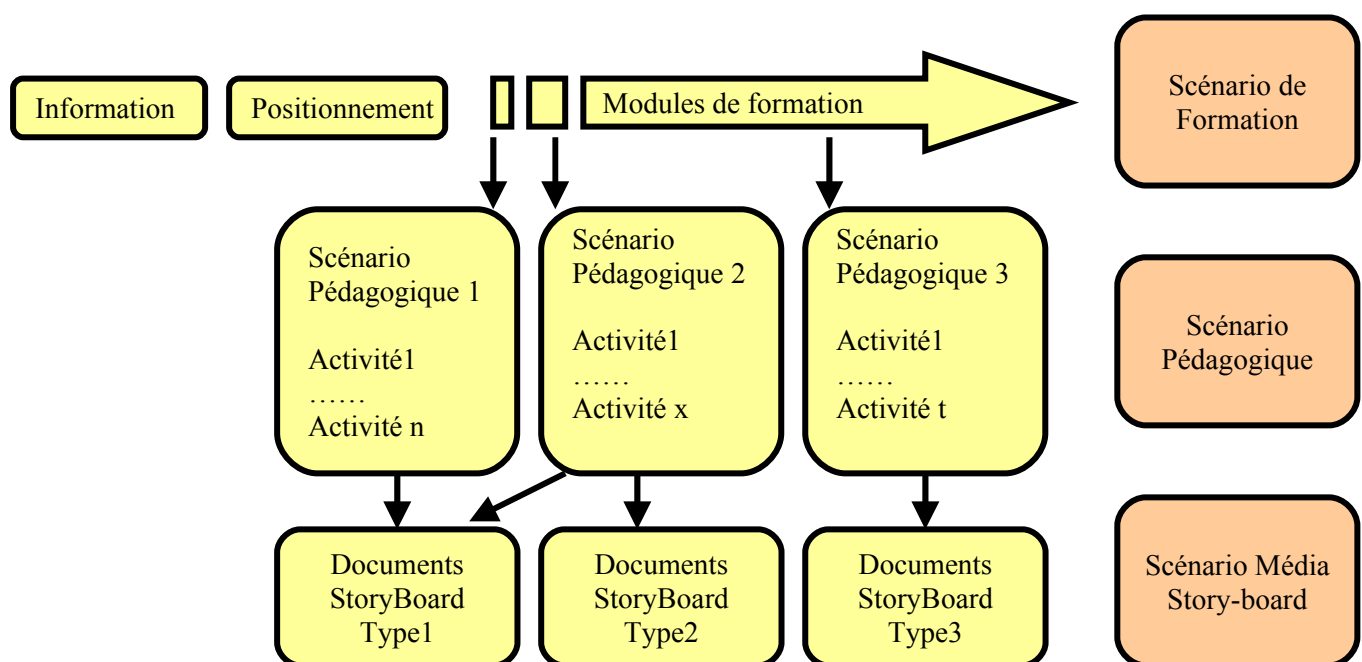 Information
Positionnement
Modules de formation
Scénario de
Formation
Scénario
Pédagogique 1
Activité1
……
Activité n
Scénario
Pédagogique 2
Activité1
……
Activité x
Scénario
Pédagogique 3
Activité1
……
Activité t
Scénario
Pédagogique
Documents
StoryBoard
Type1
Documents
StoryBoard
Type2
Documents
StoryBoard
Type3
Scénario Média
Story-board